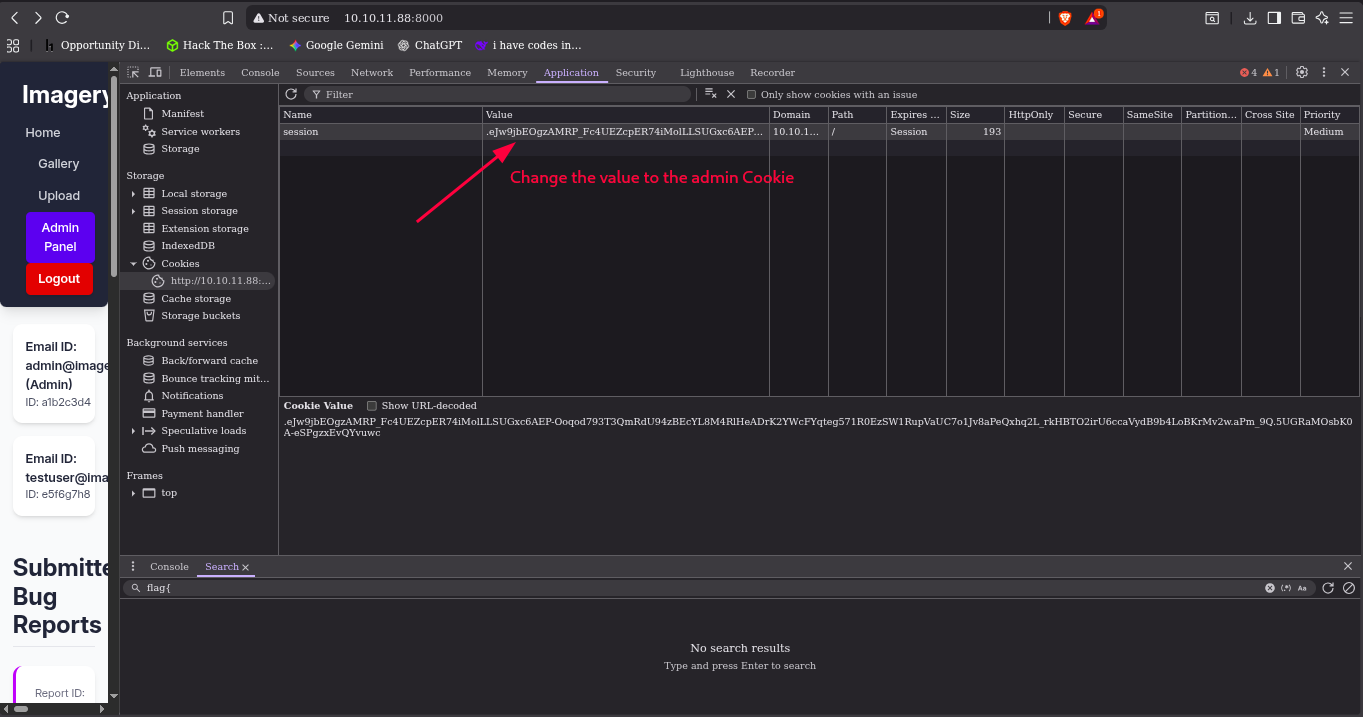 Not secure 10.10.11.88:8000 1
Opportunity Di... Hack The Box :... Google Gemini ChatGPT i have codes in...
Imagery
Home
Gallery
Upload
Admin
Panel
Logout
Email ID:
admin@image
(Admin)
ID: a1b2c3d4
Email ID:
testuser@ima
ID: e5f6g7h8
Submitte
Bug
Reports
Report ID:
Elements Console Sources Network Performance Memory Application Security Lighthouse Recorder 4 1
Application
Manifest
Service workers
Storage
Storage
Local storage
Session storage
Extension storage
IndexedDB
Cookies
http://10.10.11.88:...
Cache storage
Storage buckets
Background services
Back/forward cache
Bounce tracking mit...
Notifications
Payment handler
Speculative loads
Push messaging
Frames
top
Filter Only show cookies with an issue
Name Value Domain Path Expires ... Size HttpOnly Secure SameSite Partition... Cross Site Priority
session .eJw9jbEOgzAMRP_Fc4UEZcpER74iMolLLSUGxc6AEP... 10.10.1... / Session 193 Medium
Change the value to the admin Cookie
Cookie Value Show URL-decoded
.eJw9jbEOgzAMRP_Fc4UEZcpER74iMolLLSUGxc6AEP-Ooqod793T3QmRdU94zBEcYL8M4RlHeADrK2YWcFYqteg571R0EzSW1RupVaUC7o1Jv8aPeQxhq2L_rkHBTO2irU6ccaVydB9b4LoBKrMv2w.aPm_9Q.5UGRaMOsbK0
A-eSPgzxEvQYvuwc
Console Search
flag{ (.*) Aa
No search results
Type and press Enter to search